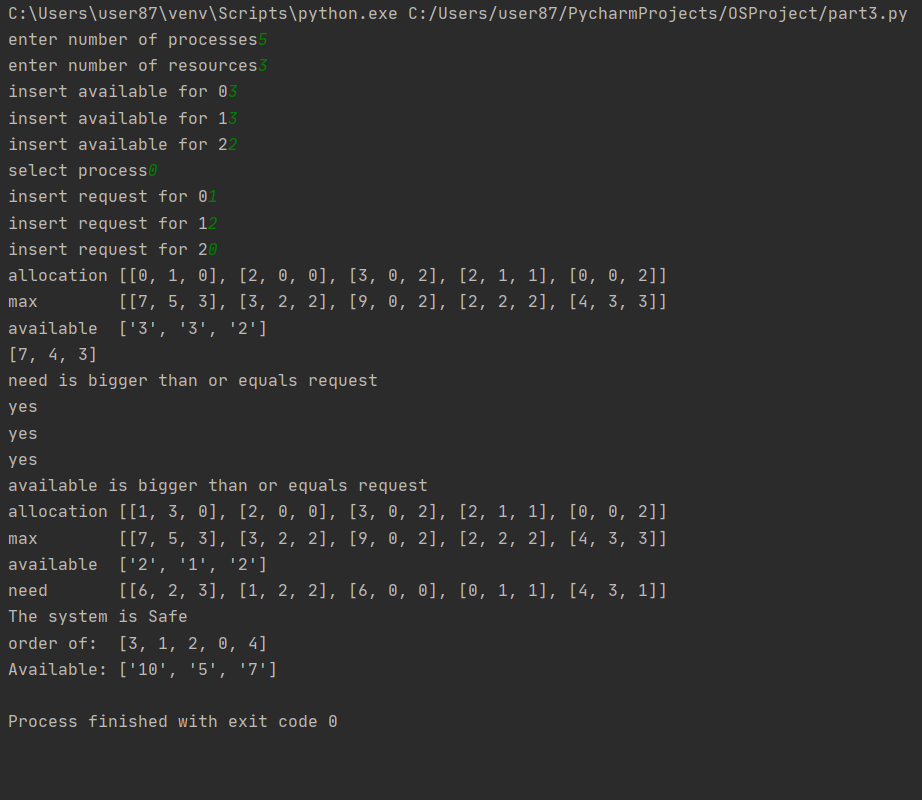 C:\Users\user87\venv\Scripts\python.exe C:/Users/user87/PycharmProjects/OSProject/part3.py
enter number of processes5
enter number of resources3
insert available for 03
insert available for 13
insert available for 22
select process0
insert request for 01
insert request for 12
insert request for 20
allocation [[0, 1, 0], [2, 0, 0], [3, 0, 2], [2, 1, 1], [0, 0, 2]]
max        [[7, 5, 3], [3, 2, 2], [9, 0, 2], [2, 2, 2], [4, 3, 3]]
available  ['3', '3', '2']
[7, 4, 3]
need is bigger than or equals request
yes
yes
yes
available is bigger than or equals request
allocation [[1, 3, 0], [2, 0, 0], [3, 0, 2], [2, 1, 1], [0, 0, 2]]
max        [[7, 5, 3], [3, 2, 2], [9, 0, 2], [2, 2, 2], [4, 3, 3]]
available  ['2', '1', '2']
need       [[6, 2, 3], [1, 2, 2], [6, 0, 0], [0, 1, 1], [4, 3, 1]]
The system is Safe
order of:  [3, 1, 2, 0, 4]
Available: ['10', '5', '7']
Process finished with exit code 0